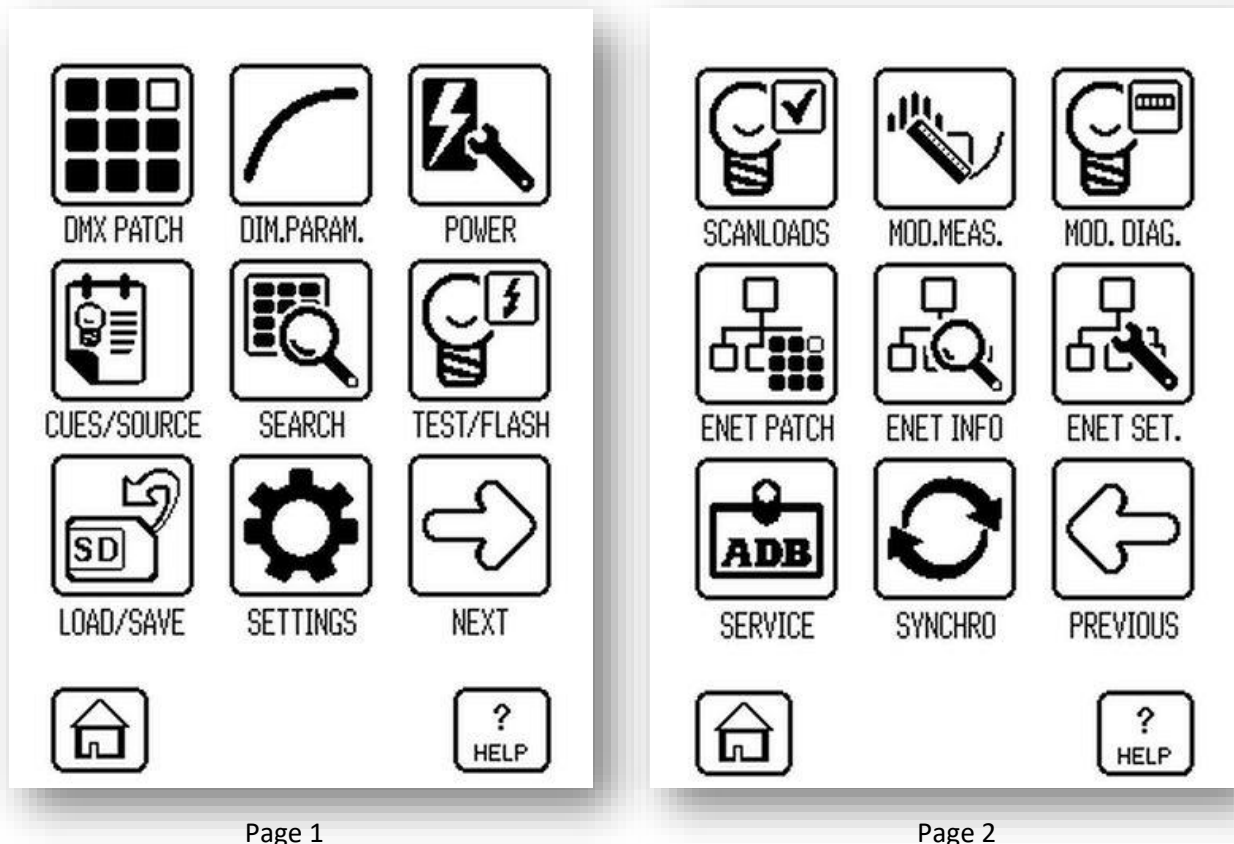 DMX PATCH DIM.PARAM. POWER
CUES/SOURCE SEARCH TEST/FLASH
SD
LOAD/SAVE SETTINGS NEXT
?
HELP
Page 1
SCANLOADS MOD.MEAS. MOD. DIAG.
ENET PATCH ENET INFO ENET SET.
ADB
SERVICE SYNCHRO PREVIOUS
?
HELP
Page 2